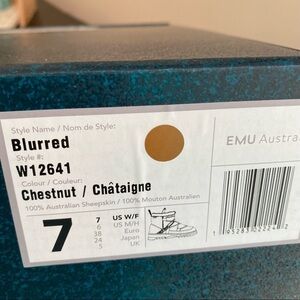 Style Name / Nom de Style:
Blurred
Style #:
W12641
Colour / Couleur:
Chestnut / Châtaigne
100% Australian Sheepskin / 100% Mouton Australien
7
7 US W/F
6 US M/H
38 Euro
24 Japan
5 UK
EMU Austra